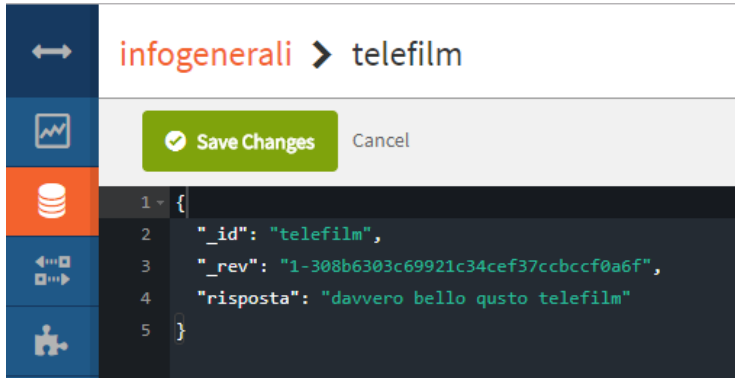 infogenerali > telefilm
Save Changes Cancel
1 {
2 "_id": "telefilm",
3 "_rev": "1-308b6303c69921c34cef37ccbccf0a6f",
4 "risposta": "davvero bello qusto telefilm"
5 }